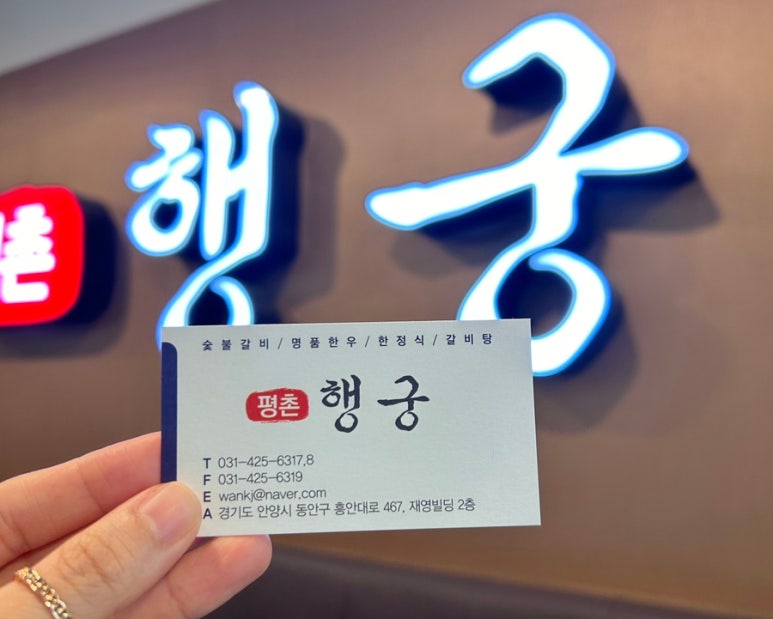 평촌 행궁
숯불갈비/명품한우/한정식/갈비탕
평촌 행궁
T 031-425-6317,8
F 031-425-6319
E wankj@naver.com
A 경기도 안양시 동안구 흥안대로 467, 재영빌딩 2층